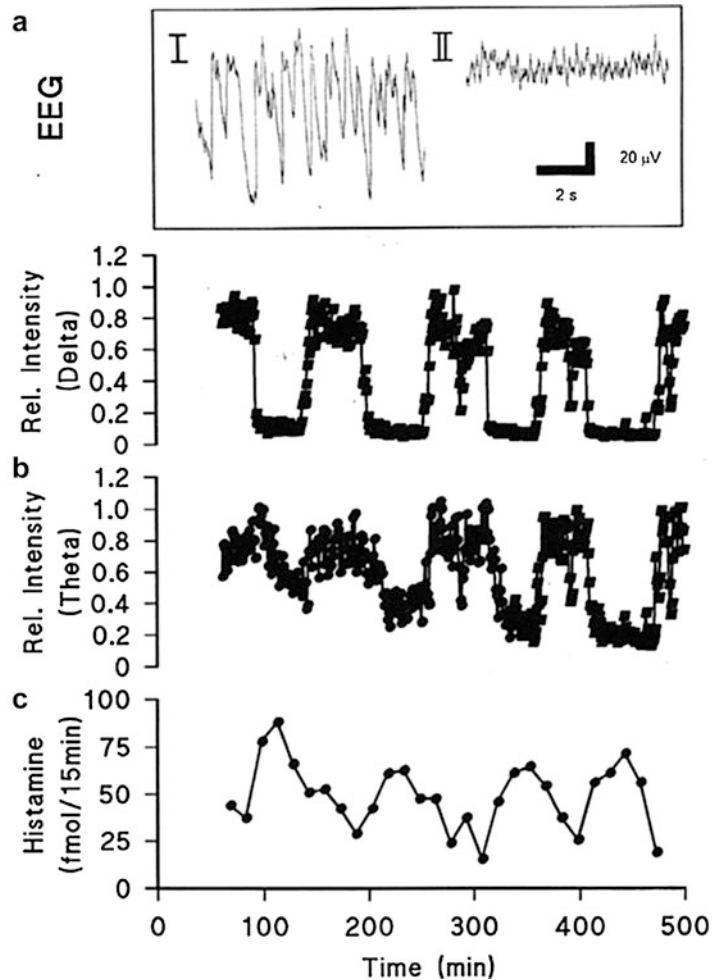 a
I
II
EEG
20 μV
2 s
1.2
1.0
0.8
0.6
0.4
0.2
0
Rel. Intensity
(Delta)
b
1.2
1.0
0.8
0.6
0.4
0.2
0
Rel. Intensity
(Theta)
c
100
75
50
25
0
Histamine
(fmol/15min)
0 100 200 300 400 500
Time (min)